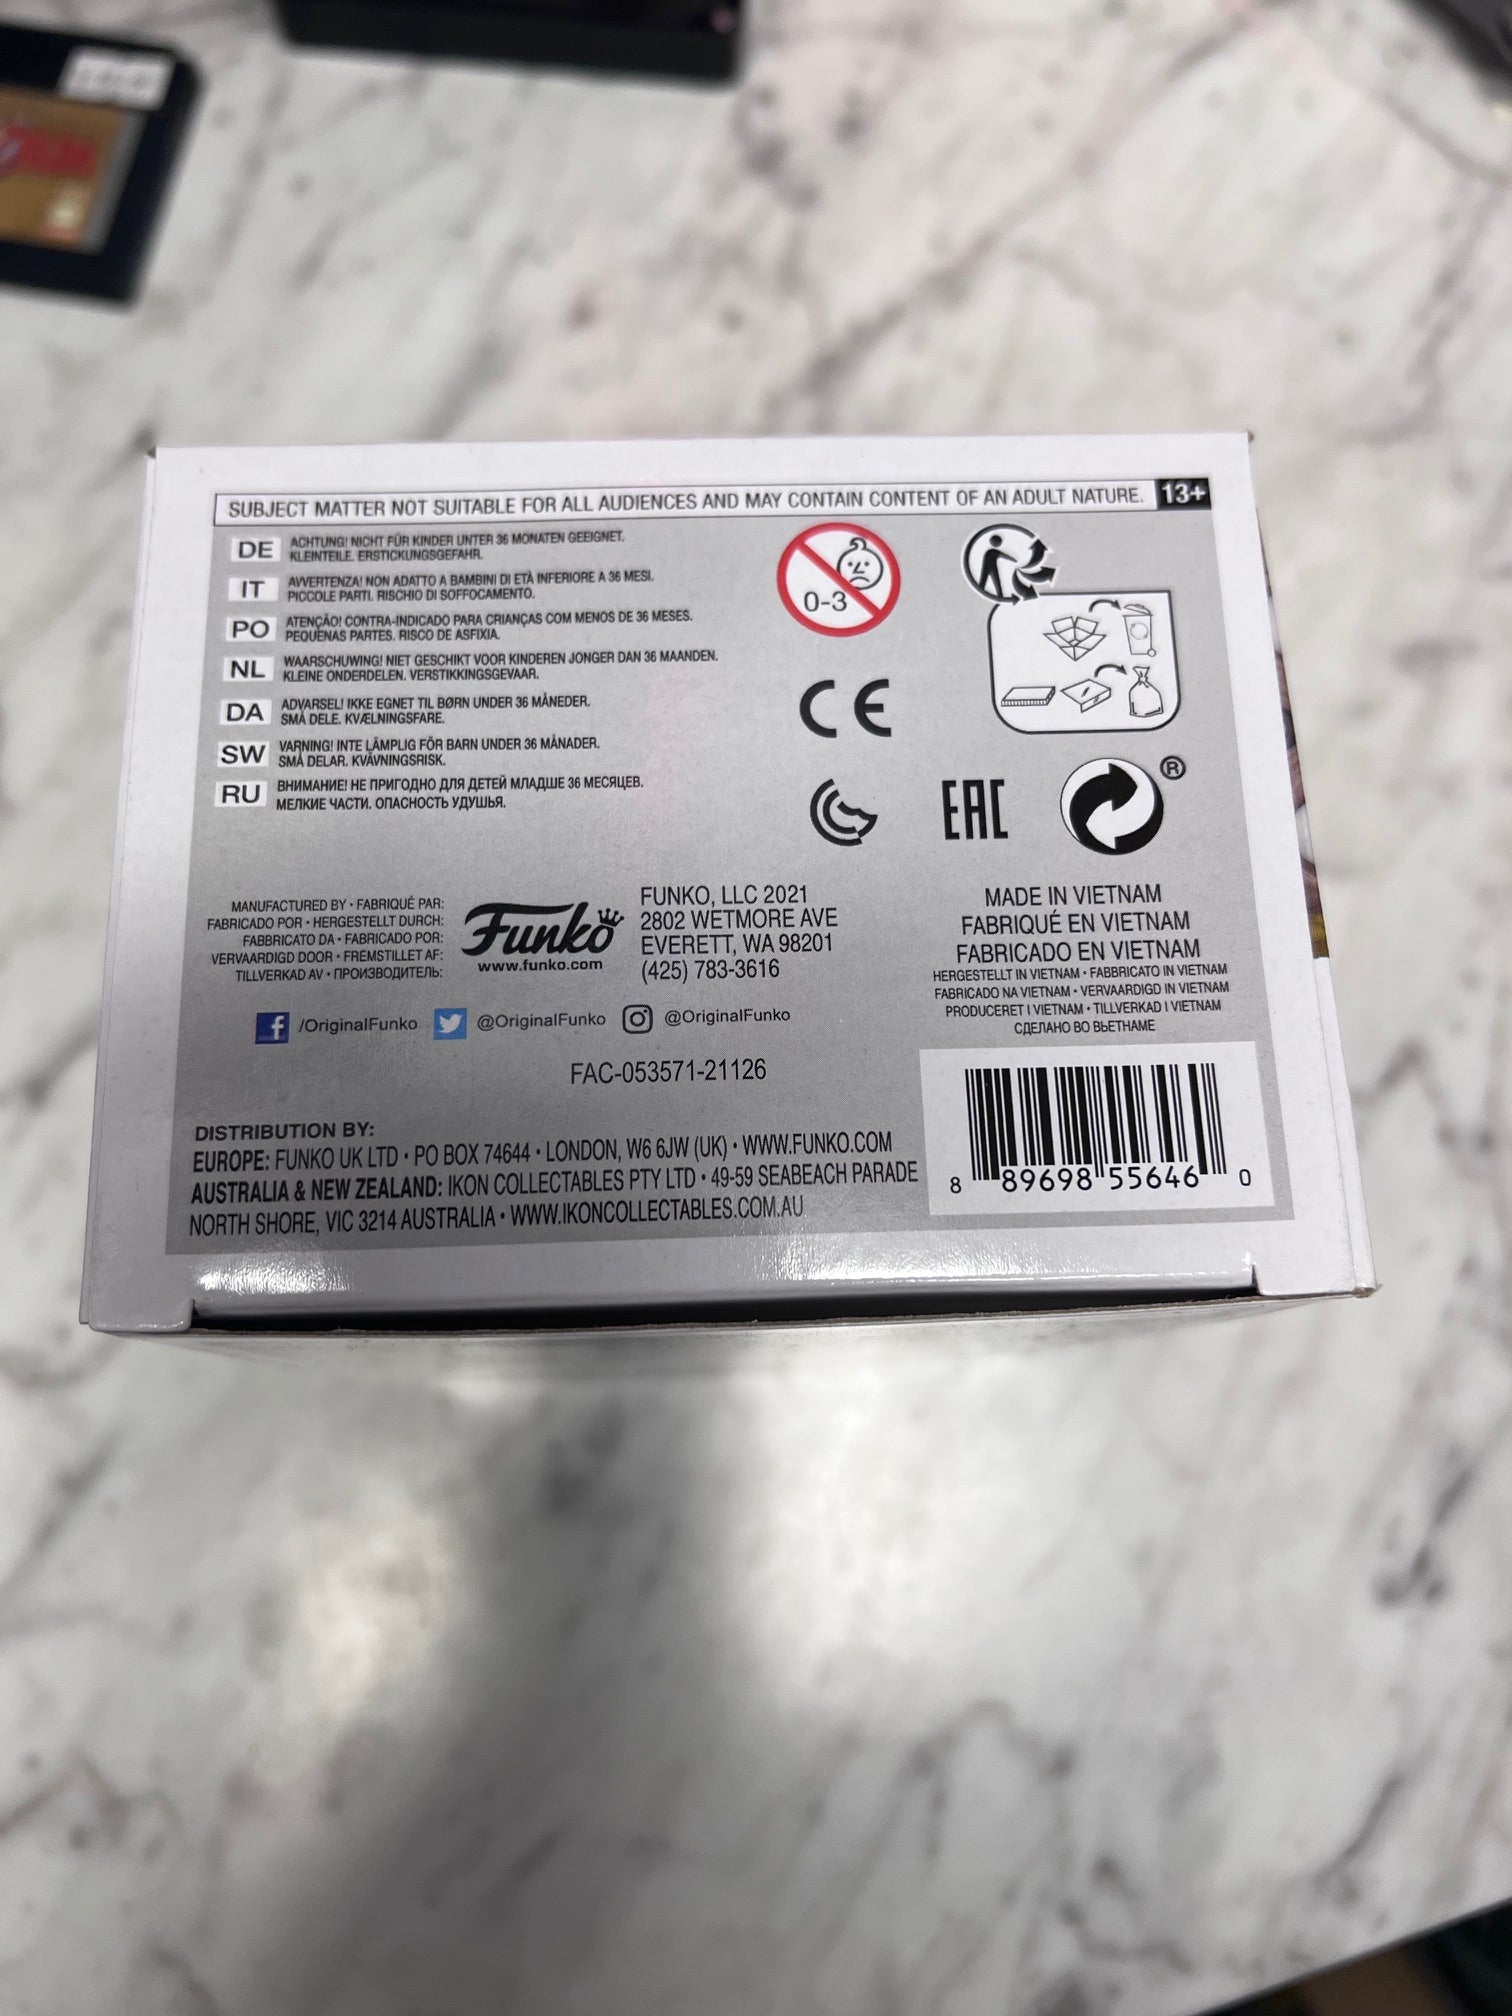 SUBJECT MATTER NOT SUITABLE FOR ALL AUDIENCES AND MAY CONTAIN CONTENT OF AN ADULT NATURE. 13+
DE ACHTUNG! NICHT FÜR KINDER UNTER 36 MONATEN GEEIGNET.
KLEINTEILE. ERSTICKUNGSGEFAHR.
IT AVVERTENZA! NON ADATTO A BAMBINI DI ETÀ INFERIORE A 36 MESI.
PICCOLE PARTI. RISCHIO DI SOFFOCAMENTO.
PO ATENÇÃO! CONTRA-INDICADO PARA CRIANÇAS COM MENOS DE 36 MESES.
PEQUENAS PARTES. RISCO DE ASFIXIA.
NL WAARSCHUWING! NIET GESCHIKT VOOR KINDEREN JONGER DAN 36 MAANDEN.
KLEINE ONDERDELEN. VERSTIKKINGSGEVAAR.
DA ADVARSEL! IKKE EGNET TIL BØRN UNDER 36 MÅNEDER.
SMÅ DELE. KVÆLNINGSFARE.
SW VARNING! INTE LÄMPLIG FÖR BARN UNDER 36 MÅNADER.
SMÅ DELAR. KVÄVNINGSRISK.
RU ВНИМАНИЕ! НЕ ПРИГОДНО ДЛЯ ДЕТЕЙ МЛАДШЕ 36 МЕСЯЦЕВ.
МЕЛКИЕ ЧАСТИ. ОПАСНОСТЬ УДУШЬЯ.
0-3
CE
EAC
®
MANUFACTURED BY • FABRIQUÉ PAR:
FABRICADO POR • HERGESTELLT DURCH:
FABBRICATO DA • FABRICADO POR:
VERVAARDIGD DOOR • FREMSTILLET AF:
TILLVERKAD AV • ПРОИЗВОДИТЕЛЬ:
Funko
www.funko.com
FUNKO, LLC 2021
2802 WETMORE AVE
EVERETT, WA 98201
(425) 783-3616
MADE IN VIETNAM
FABRIQUÉ EN VIETNAM
FABRICADO EN VIETNAM
HERGESTELLT IN VIETNAM • FABBRICATO IN VIETNAM
FABRICADO NA VIETNAM • VERVAARDIGD IN VIETNAM
PRODUCERET I VIETNAM • TILLVERKAD I VIETNAM
СДЕЛАНО ВО ВЬЕТНАМЕ
/OriginalFunko @OriginalFunko @OriginalFunko
FAC-053571-21126
DISTRIBUTION BY:
EUROPE: FUNKO UK LTD • PO BOX 74644 • LONDON, W6 6JW (UK) • WWW.FUNKO.COM
AUSTRALIA & NEW ZEALAND: IKON COLLECTABLES PTY LTD • 49-59 SEABEACH PARADE
NORTH SHORE, VIC 3214 AUSTRALIA • WWW.IKONCOLLECTABLES.COM.AU
8 89698 55646 0